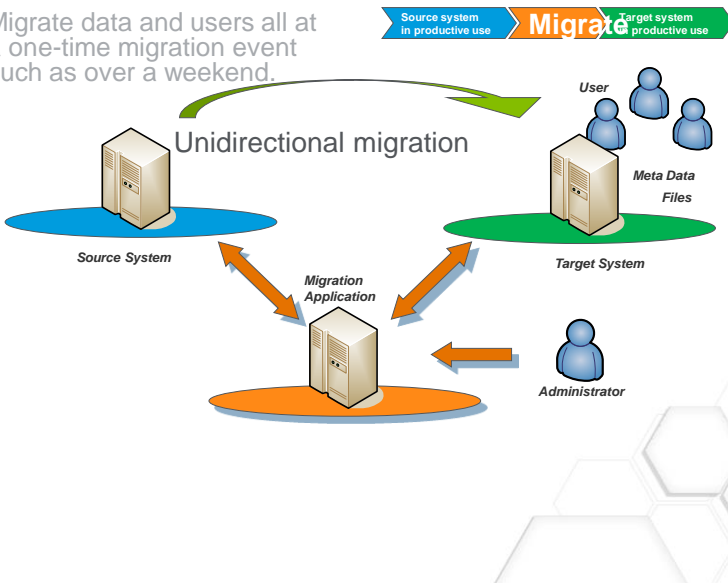 Migrate data and users all at
a one-time migration event
such as over a weekend.
Source system
in productive use
Migrate
Target system
productive use
User
Unidirectional migration
Meta Data
Files
Source System
Target System
Migration
Application
Administrator